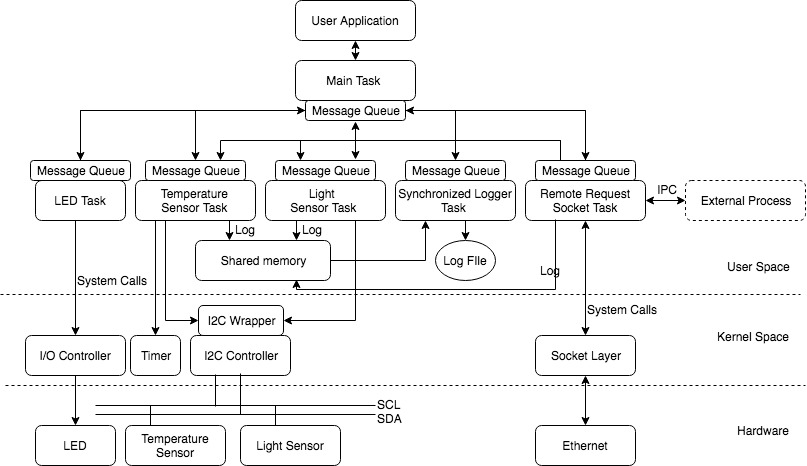 User Application
Main Task
Message Queue
Message Queue
Message Queue
Message Queue
Message Queue
Message Queue
LED Task
Temperature
Sensor Task
Light
Sensor Task
Synchronized Logger
Task
Remote Request
Socket Task
IPC
External Process
Log
Log
Shared memory
Log FIle
Log
User Space
System Calls
System Calls
I2C Wrapper
Kernel Space
I/O Controller
Timer
I2C Controller
Socket Layer
SCL
SDA
Hardware
LED
Temperature
Sensor
Light Sensor
Ethernet